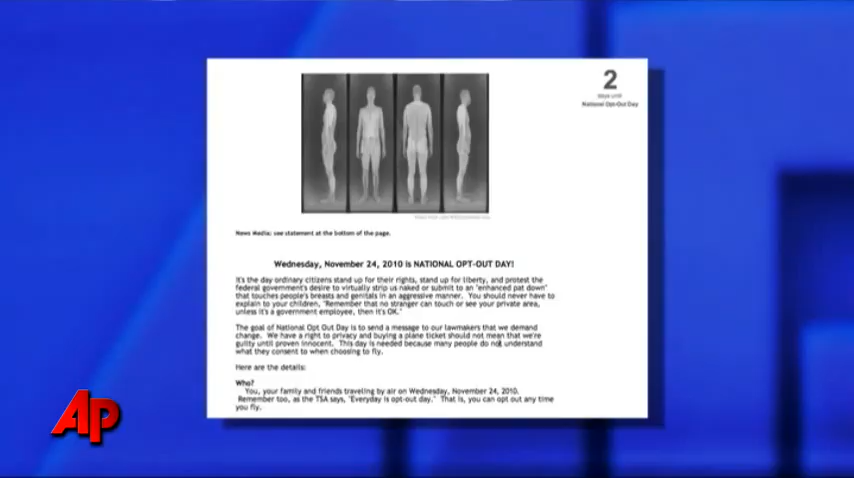 2
days until
National Opt-Out Day
News Media: see statement at the bottom of the page.
Wednesday, November 24, 2010 is NATIONAL OPT-OUT DAY!
It's the day ordinary citizens stand up for their rights, stand up for liberty, and protest the
federal government's desire to virtually strip us naked or submit to an "enhanced pat down"
that touches people's breasts and genitals in an aggressive manner. You should never have to
explain to your children, "Remember that no stranger can touch or see your private area,
unless it's a government employee, then it's OK."
The goal of National Opt Out Day is to send a message to our lawmakers that we demand
change. We have a right to privacy and buying a plane ticket should not mean that we're
guilty until proven innocent. This day is needed because many people do not understand
what they consent to when choosing to fly.
Here are the details:
Who?
You, your family and friends traveling by air on Wednesday, November 24, 2010.
Remember too, as the TSA says, "Everyday is opt-out day." That is, you can opt out any time
you fly.
AP